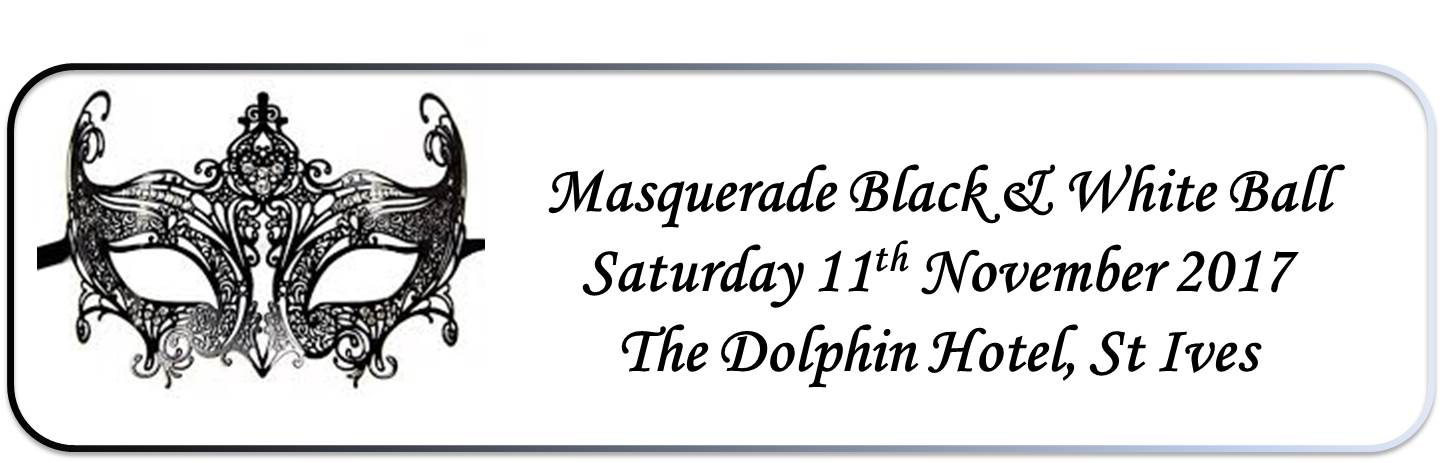 Masquerade Black & White Ball
Saturday 11th November 2017
The Dolphin Hotel, St Ives